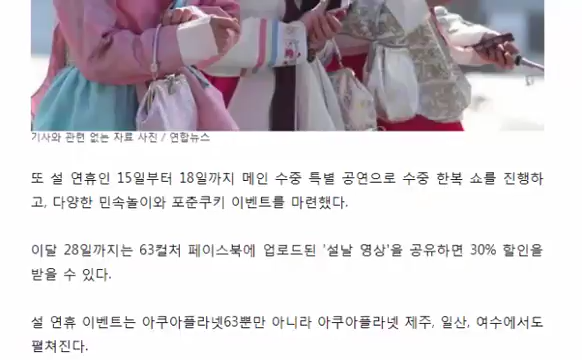 기사와 관련 없는 자료 사진 / 연합뉴스
또 설 연휴인 15일부터 18일까지 메인 수중 특별 공연으로 수중 한복 쇼를 진행하
고, 다양한 민속놀이와 포춘쿠키 이벤트를 마련했다.
이달 28일까지는 63컬처 페이스북에 업로드된 '설날 영상'을 공유하면 30% 할인을
받을 수 있다.
설 연휴 이벤트는 아쿠아플라넷63뿐만 아니라 아쿠아플라넷 제주, 일산, 여수에서도
펼쳐진다.